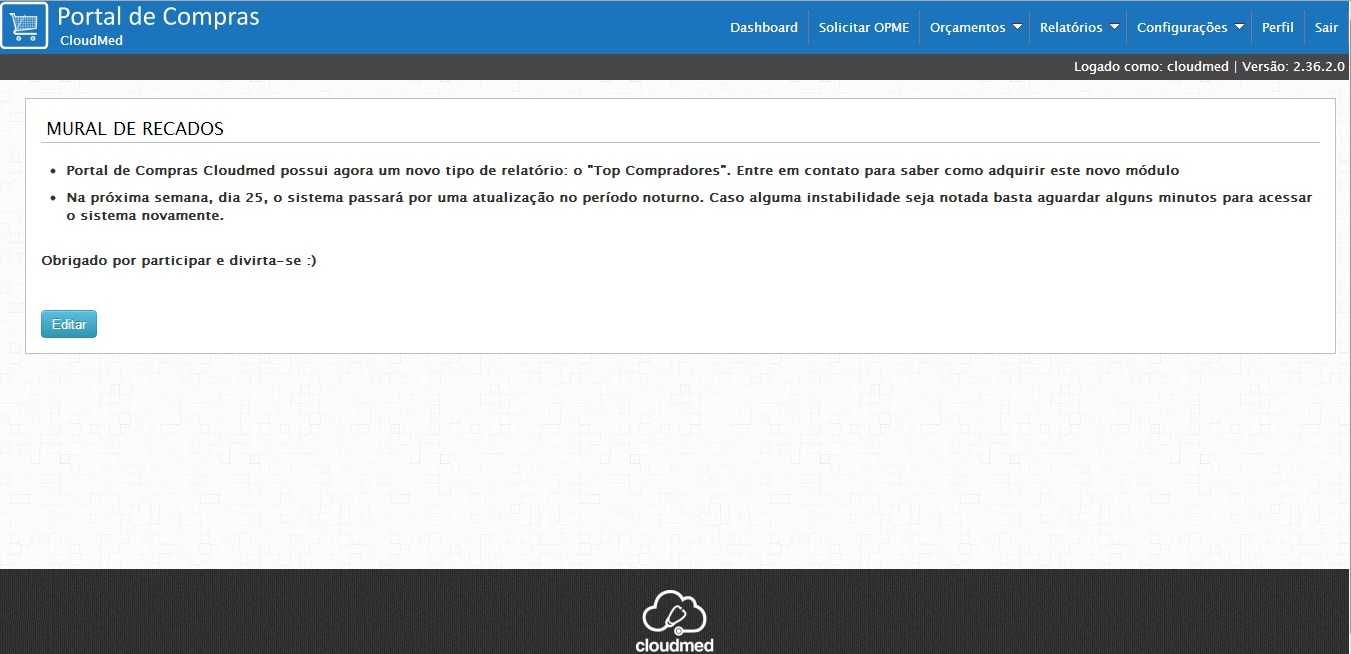 Portal de Compras
CloudMed
Dashboard
Solicitar OPME
Orçamentos
Relatórios
Configurações
Perfil
Sair
Logado como: cloudmed | Versão: 2.36.2.0
MURAL DE RECADOS
• Portal de Compras Cloudmed possui agora um novo tipo de relatório: o "Top Compradores". Entre em contato para saber como adquirir este novo módulo
• Na próxima semana, dia 25, o sistema passará por uma atualização no período noturno. Caso alguma instabilidade seja notada basta aguardar alguns minutos para acessar
o sistema novamente.
Obrigado por participar e divirta-se :)
Editar
cloudmed